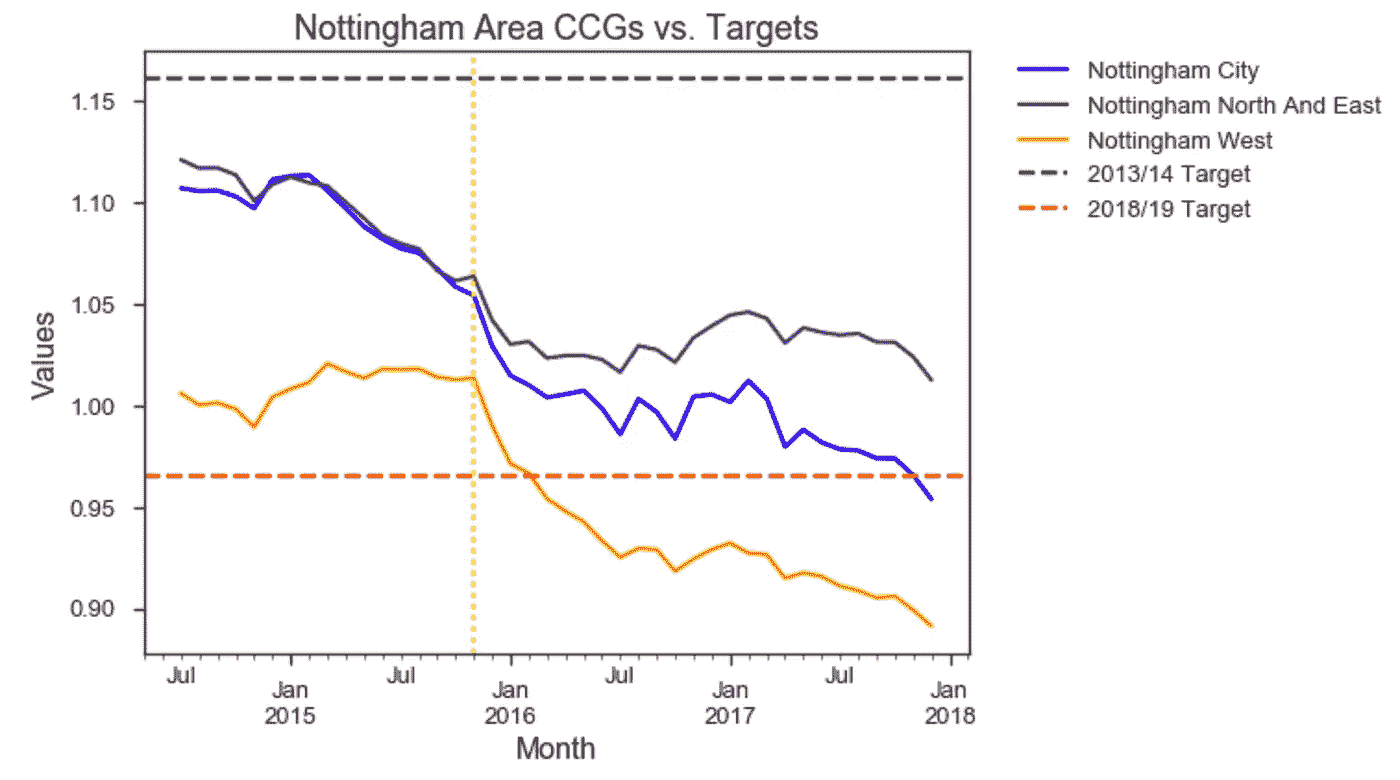 Nottingham Area CCGs vs. Targets
Nottingham City
Nottingham North And East
Nottingham West
2013/14 Target
2018/19 Target
Values
1.15
1.10
1.05
1.00
0.95
0.90
Jul
Jan
2015
Jul
Jan
2016
Jul
Jan
2017
Jul
Jan
2018
Month